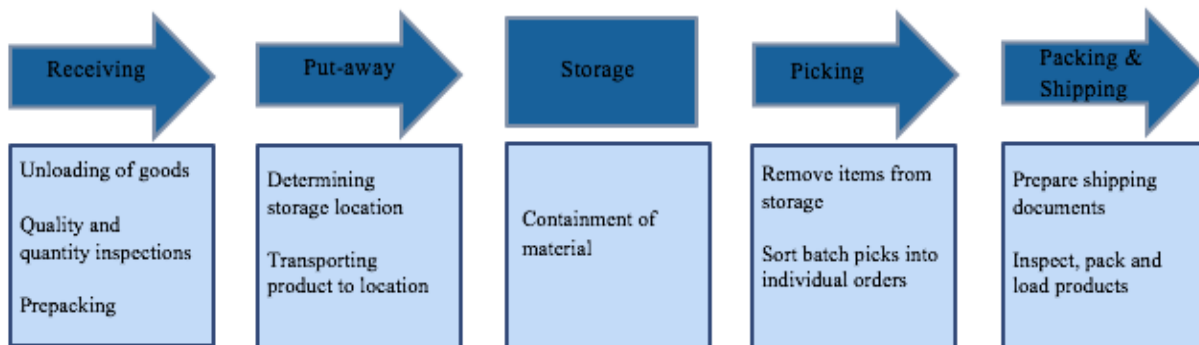 Receiving
Put-away
Storage
Picking
Packing &
Shipping
Unloading of goods
Quality and
quantity inspections
Prepacking
Determining
storage location
Transporting
product to location
Containment of
material
Remove items from
storage
Sort batch picks into
individual orders
Prepare shipping
documents
Inspect, pack and
load products